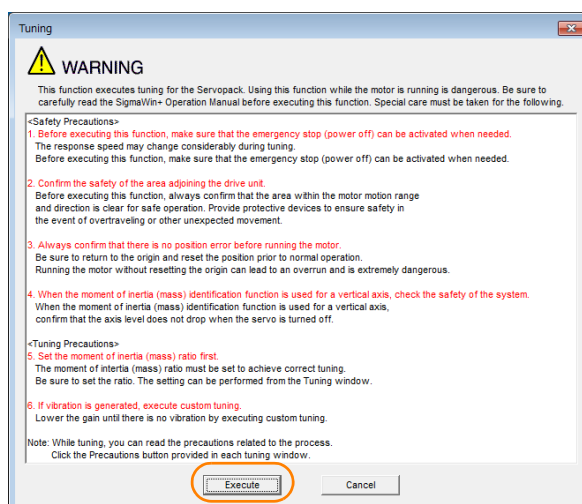 Tuning
WARNING
This function executes tuning for the Servopack. Using this function while the motor is running is dangerous. Be sure to
carefully read the SigmaWin+ Operation Manual before executing this function. Special care must be taken for the following.
<Safety Precautions>
1. Before executing this function, make sure that the emergency stop (power off) can be activated when needed.
The response speed may change considerably during tuning.
Before executing this function, make sure that the emergency stop (power off) can be activated when needed.
2. Confirm the safety of the area adjoining the drive unit.
Before executing this function, always confirm that the area within the motor motion range
and direction is clear for safe operation. Provide protective devices to ensure safety in
the event of overtraveling or other unexpected movement.
3. Always confirm that there is no position error before running the motor.
Be sure to return to the origin and reset the position prior to normal operation.
Running the motor without resetting the origin can lead to an overrun and is extremely dangerous.
4. When the moment of inertia (mass) identification function is used for a vertical axis, check the safety of the system.
When the moment of inertia (mass) identification function is used for a vertical axis,
confirm that the axis level does not drop when the servo is turned off.
<Tuning Precautions>
5. Set the moment of inertia (mass) ratio first.
The moment of intertia (mass) ratio must be set to achieve correct tuning.
Be sure to set the ratio. The setting can be performed from the Tuning window.
6. If vibration is generated, execute custom tuning.
Lower the gain until there is no vibration by executing custom tuning.
Note: While tuning, you can read the precautions related to the process.
Click the Precautions button provided in each tuning window.
Execute Cancel